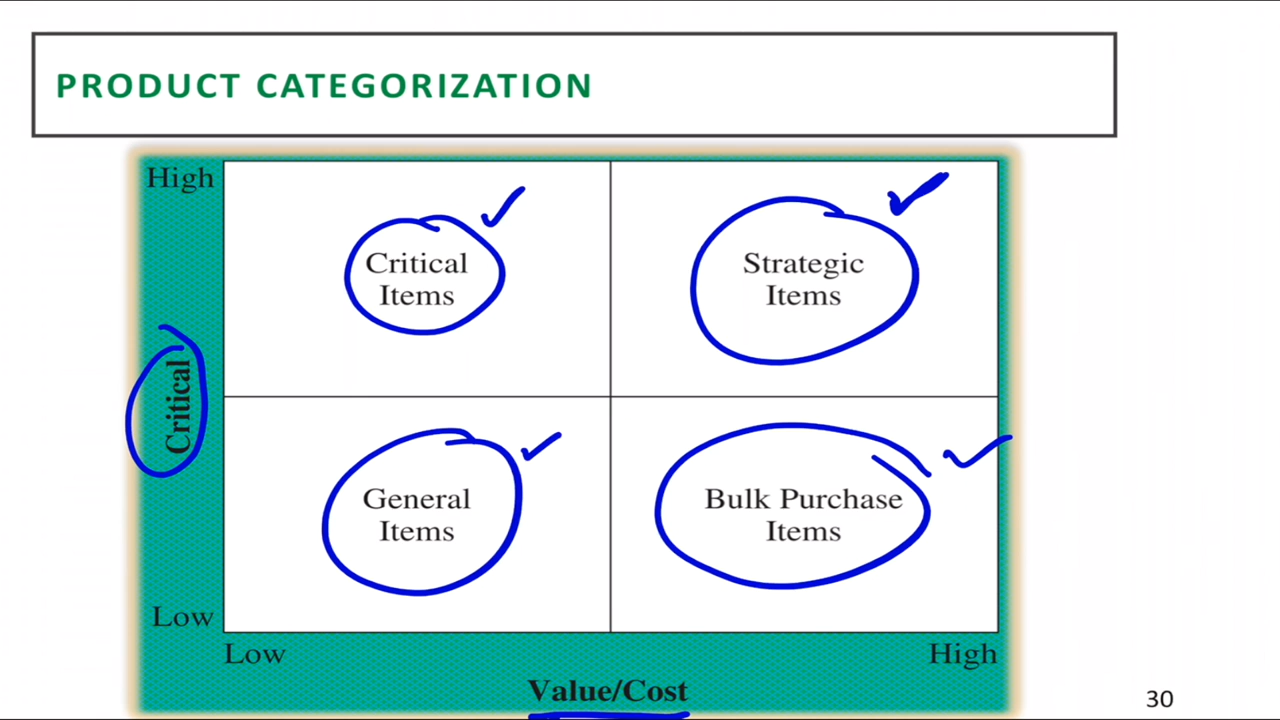 PRODUCT CATEGORIZATION
High
Critical
Items
Strategic
Items
Critical
General
Items
Bulk Purchase
Items
Low
Low
High
Value/Cost
30